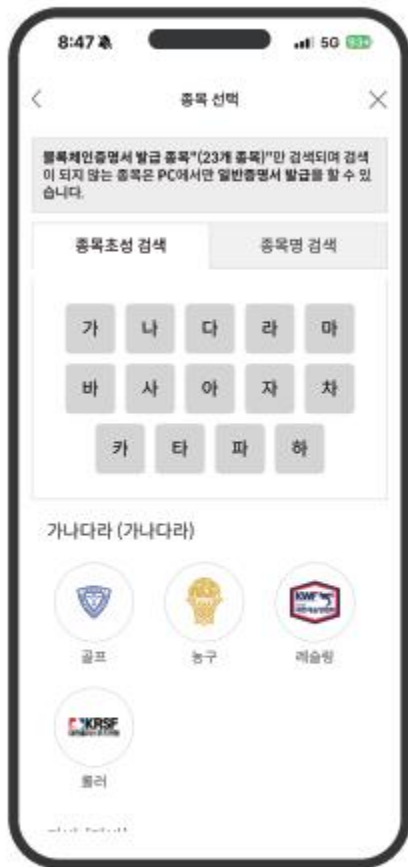 8:47
5G 93+
종목 선택
블록체인증명서 발급 종목"(23개 종목)"만 검색되며 검색
이 되지 않는 종목은 PC에서만 일반증명서 발급을 할 수 있
습니다.
종목초성 검색 종목명 검색
가 나 다 라 마
바 사 아 자 차
카 타 파 하
가나다라 (가나다라)
KWF
골프 농구 레슬링
KRSF
롤러